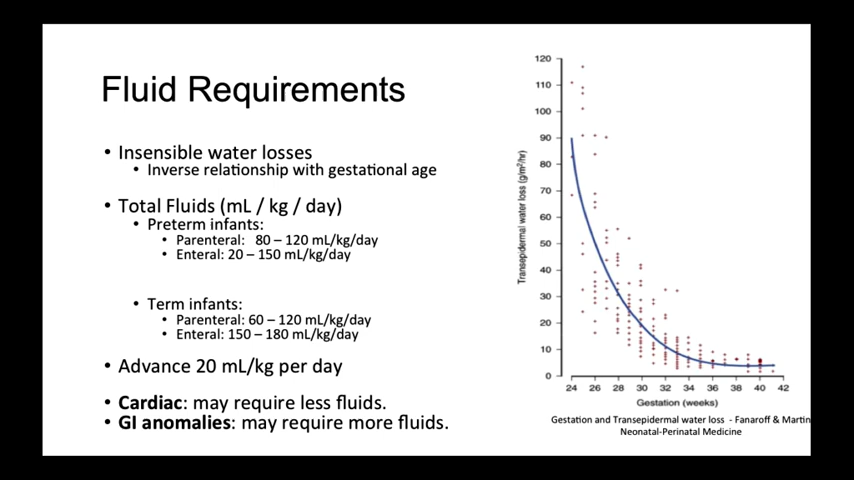 Fluid Requirements
• Insensible water losses
• Inverse relationship with gestational age
• Total Fluids (mL / kg / day)
• Preterm infants:
• Parenteral: 80 – 120 mL/kg/day
• Enteral: 20 – 150 mL/kg/day
• Term infants:
• Parenteral: 60 – 120 mL/kg/day
• Enteral: 150 – 180 mL/kg/day
• Advance 20 mL/kg per day
• Cardiac: may require less fluids.
• GI anomalies: may require more fluids.
Transepidermal water loss (g/m²/hr)
120
110
100
90
80
70
60
50
40
30
20
10
0
24 26 28 30 32 34 36 38 40 42
Gestation (weeks)
Gestation and Transepidermal water loss - Fanaroff & Martin
Neonatal-Perinatal Medicine